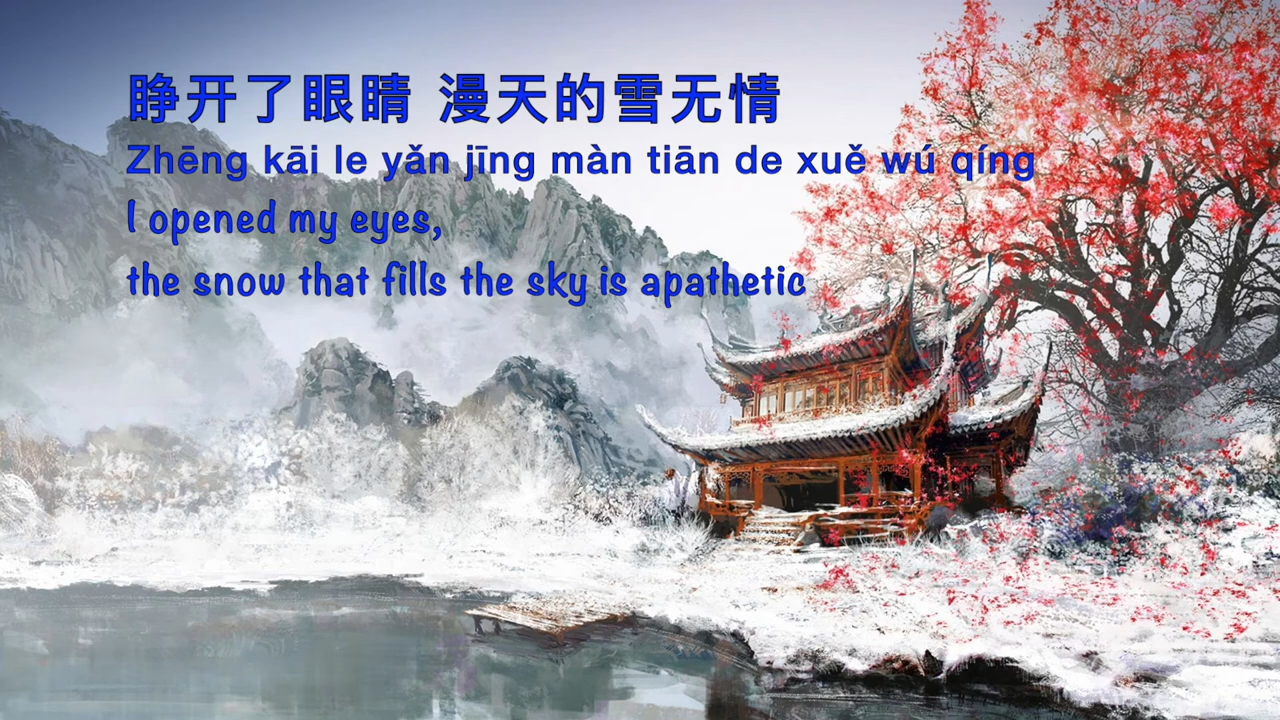 睁开了眼睛 漫天的雪无情
Zhēng kāi le yǎn jīng màn tiān de xuě wú qíng
I opened my eyes,
the snow that fills the sky is apathetic